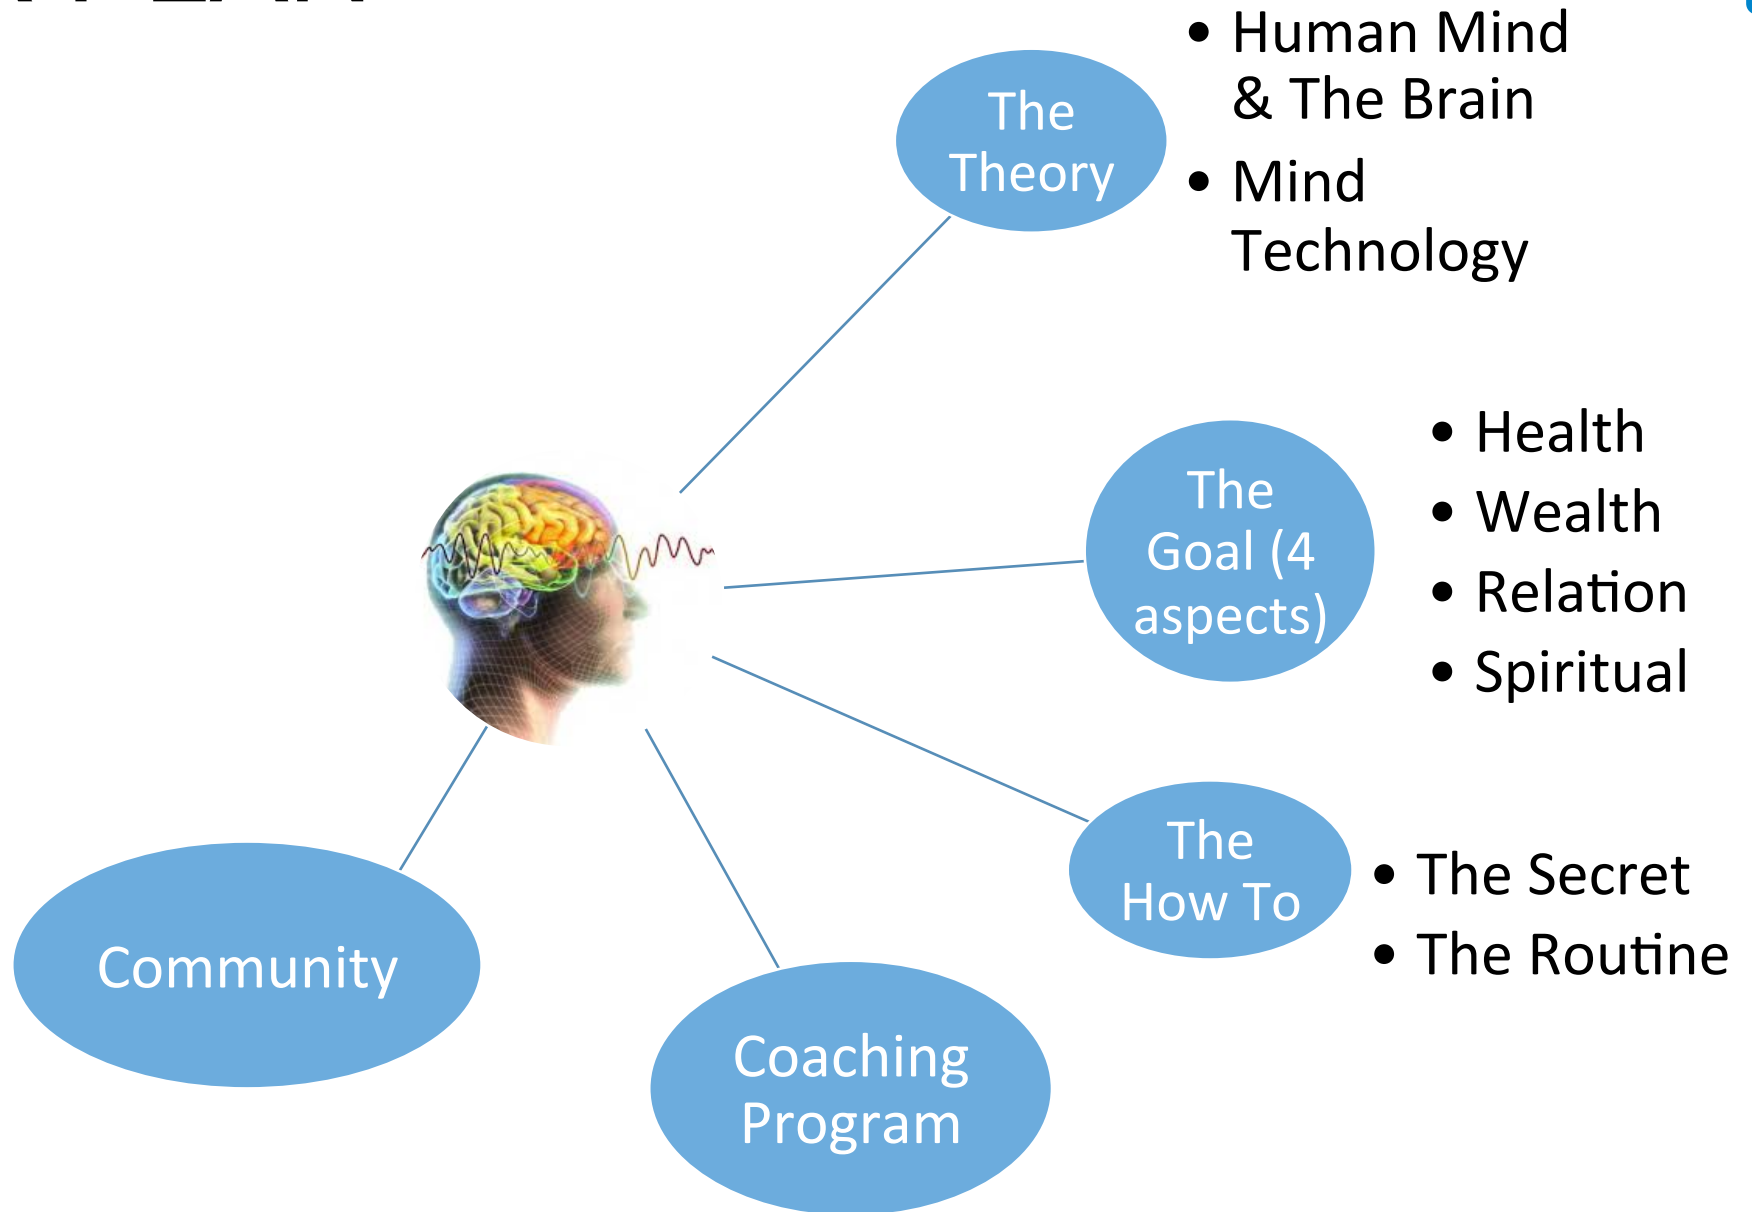 • Human Mind
& The Brain
• Mind
Technology
The
Theory
• Health
• Wealth
• Relation
• Spiritual
The
Goal (4
aspects)
The
How To
• The Secret
• The Routine
Community
Coaching
Program